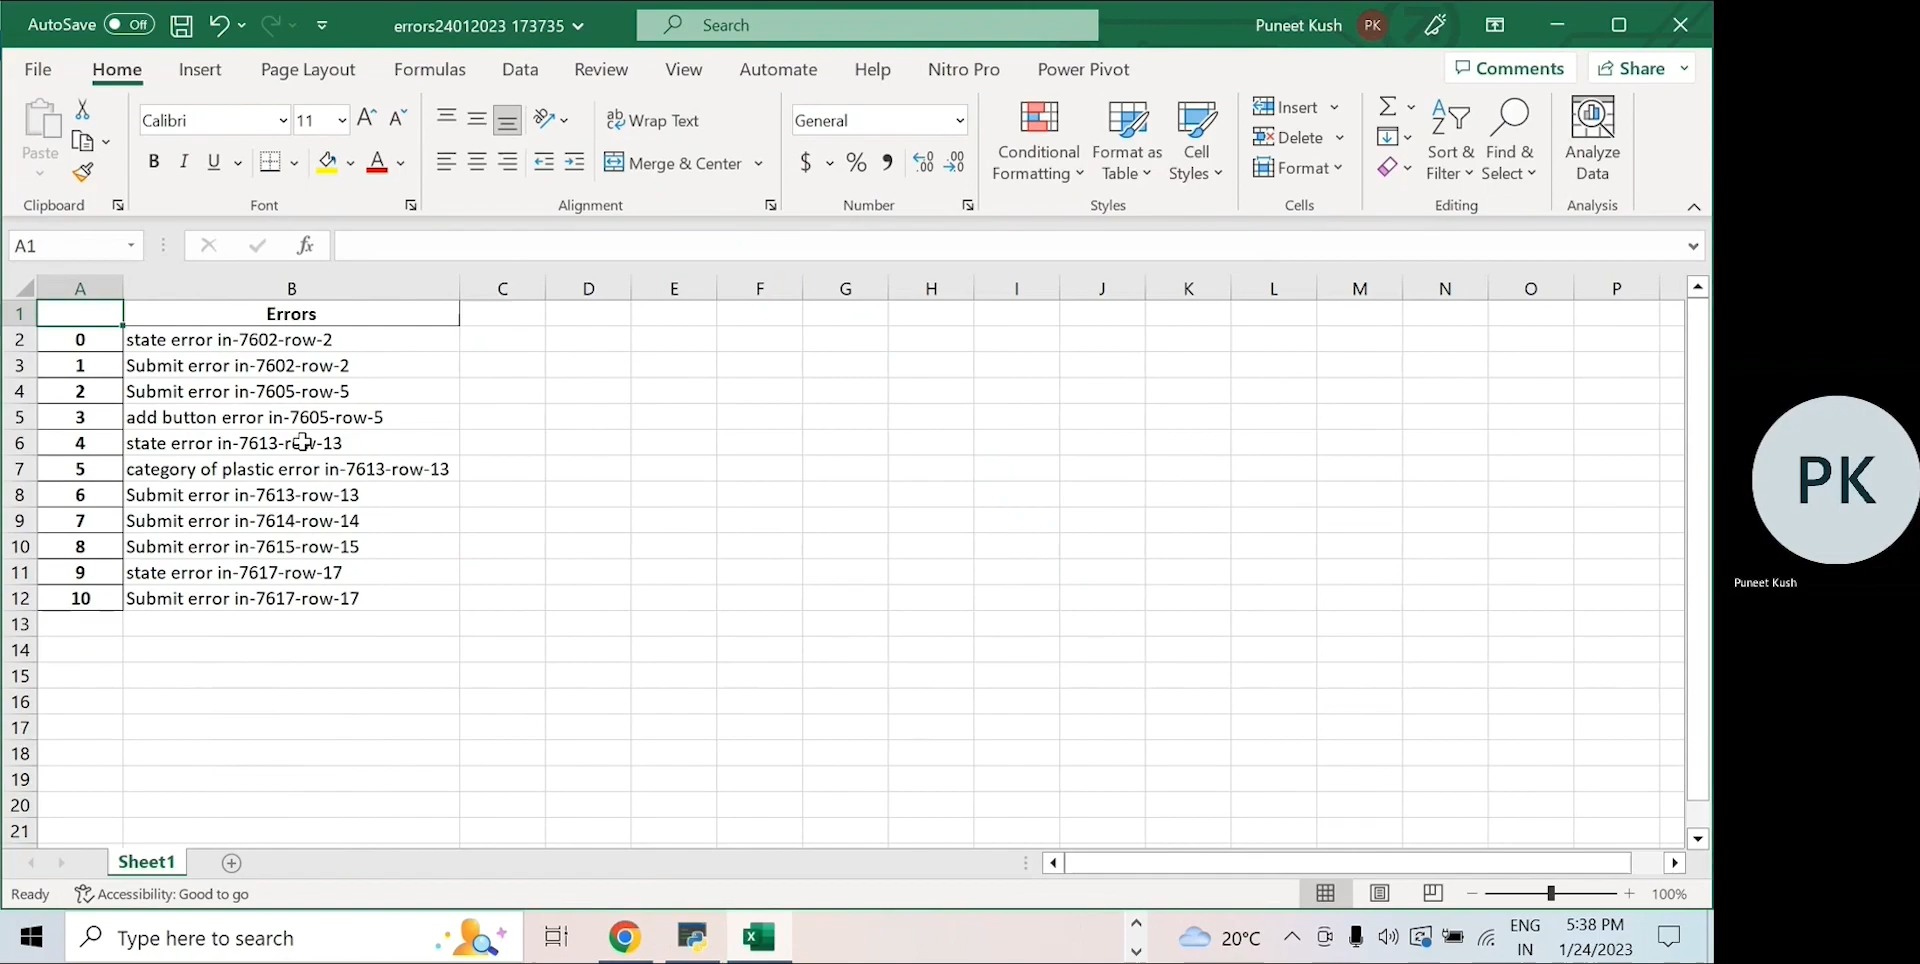 AutoSave Off errors24012023 173735 Search Puneet Kush PK
File Home Insert Page Layout Formulas Data Review View Automate Help Nitro Pro Power Pivot Comments Share
Paste
Clipboard
Calibri 11
B I U A
Font
Wrap Text
Merge & Center
Alignment
General
$ % 9
Number
Conditional Formatting
Format as Table
Cell Styles
Styles
Insert
Delete
Format
Cells
Sort & Filter
Find & Select
Editing
Analyze Data
Analysis
A1 fx
A B C D E F G H I J K L M N O P
1 Errors
2 0 state error in-7602-row-2
3 1 Submit error in-7602-row-2
4 2 Submit error in-7605-row-5
5 3 add button error in-7605-row-5
6 4 state error in-7613-row-13
7 5 category of plastic error in-7613-row-13
8 6 Submit error in-7613-row-13
9 7 Submit error in-7614-row-14
10 8 Submit error in-7615-row-15
11 9 state error in-7617-row-17
12 10 Submit error in-7617-row-17
13
14
15
16
17
18
19
20
21
Sheet1
Ready Accessibility: Good to go 100%
Type here to search 20°C ENG IN 5:38 PM 1/24/2023
PK
Puneet Kush